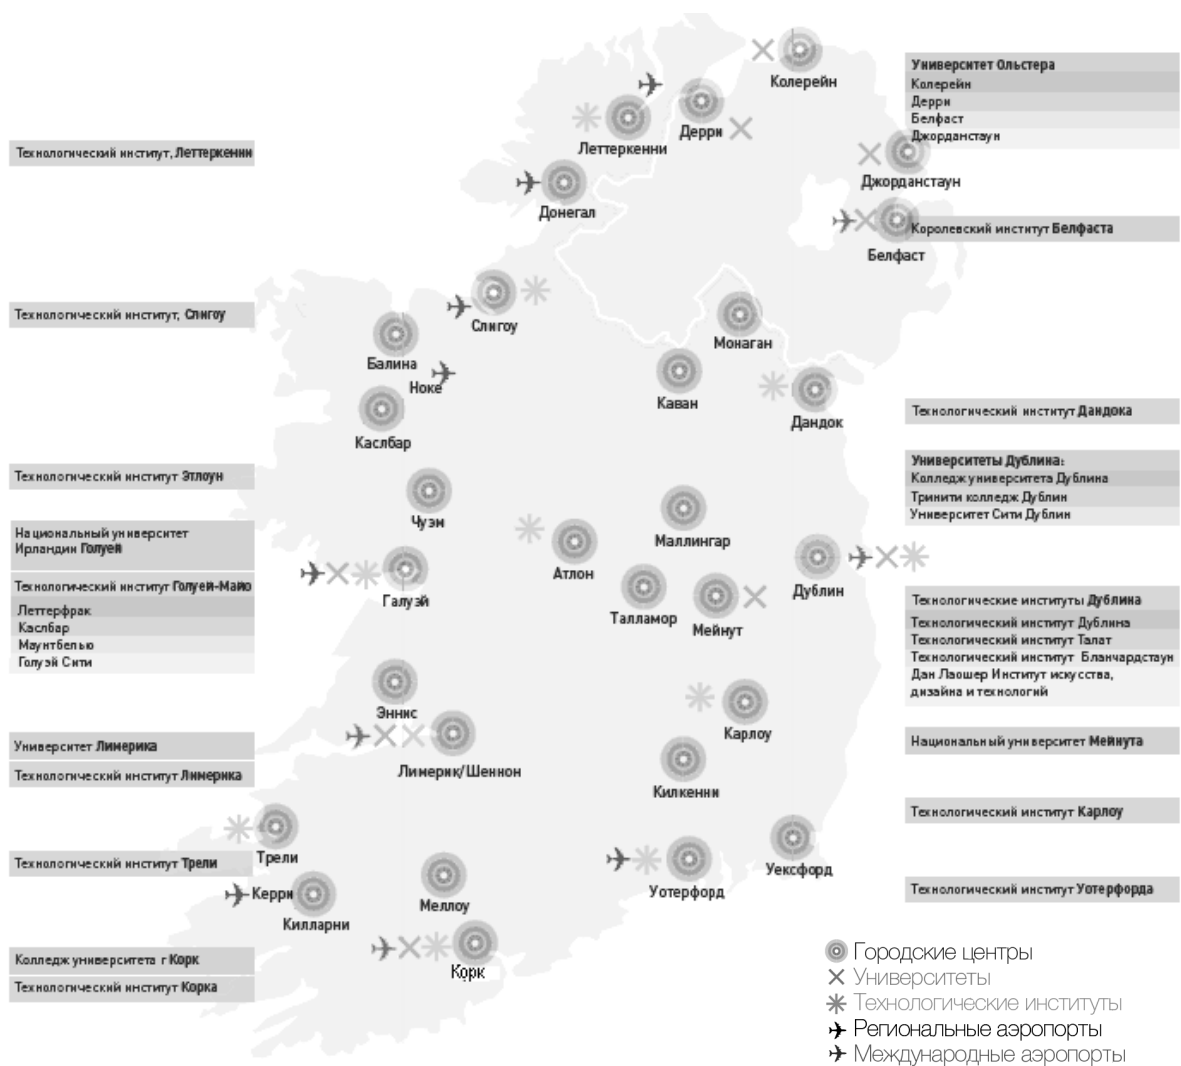 Технологический институт, Леттеркенни
Технологический институт, Слигоу
Технологический институт Этлоун
Национальный университет
Ирландии Голуей
Технологический институт Голуей-Майо
Леттерфрак
Каслбар
Маунтбелью
Голуэй Сити
Университет Лимерика
Технологический институт Лимерика
Технологический институт Трели
Колледж университета г Корк
Технологический институт Корка
Колерейн
Дерри
Леттеркенни
Донегал
Джорданстаун
Белфаст
Слигоу
Балина
Ноке
Каслбар
Монаган
Каван
Дандок
Чуэм
Маллингар
Атлон
Галуэй
Талламор
Мейнут
Дублин
Эннис
Лимерик/Шеннон
Карлоу
Килкенни
Трели
Керри
Килларни
Меллоу
Корк
Уотерфорд
Уексфорд
Университет Ольстера
Колерейн
Дерри
Белфаст
Джорданстаун
Королевский институт Белфаста
Технологический институт Дандока
Университеты Дублина:
Колледж университета Дублина
Тринити колледж Дублин
Университет Сити Дублин
Технологические институты Дублина
Технологический институт Дублина
Технологический институт Талат
Технологический институт Бланчардстаун
Дан Лаошер Институт искусства,
дизайна и технологий
Национальный университет Мейнута
Технологический институт Карлоу
Технологический институт Уотерфорда
Городские центры
Университеты
Технологические институты
Региональные аэропорты
Международные аэропорты